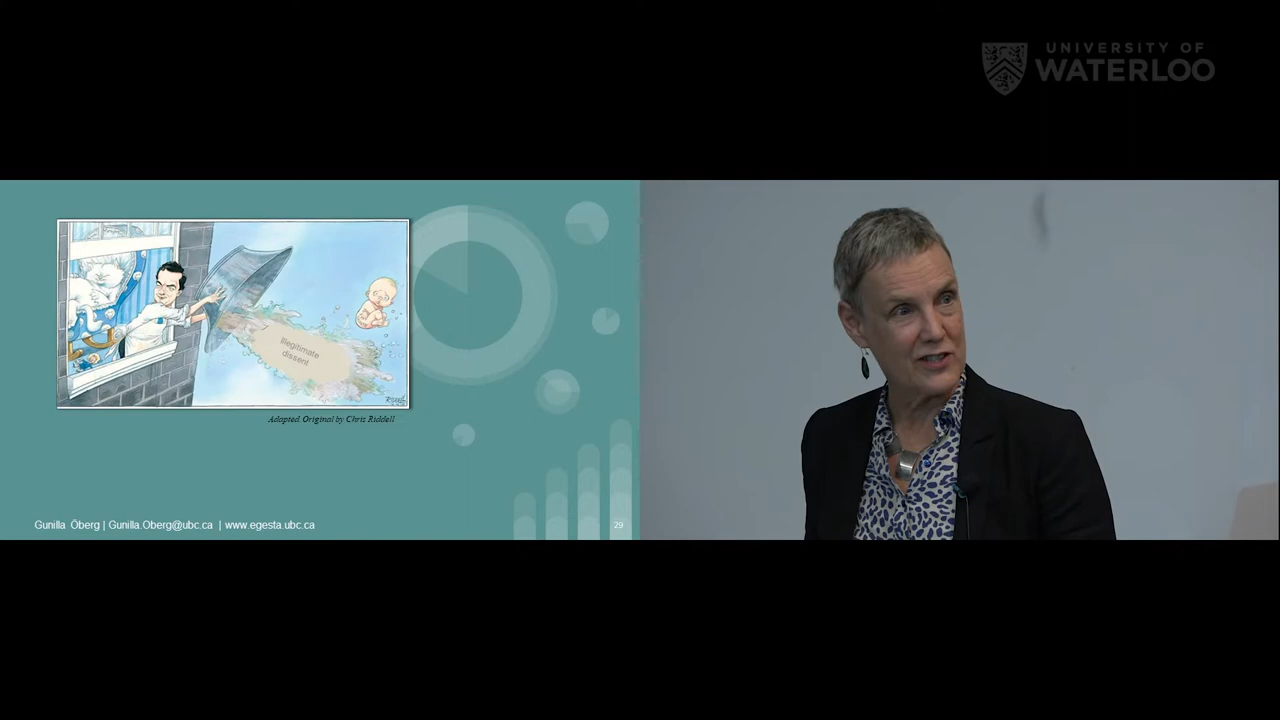 UNIVERSITY OF
WATERLOO
Illegitimate
dissent
Adapted. Original by Chris Riddell
Gunilla Öberg | Gunilla.Oberg@ubc.ca | www.egesta.ubc.ca
29